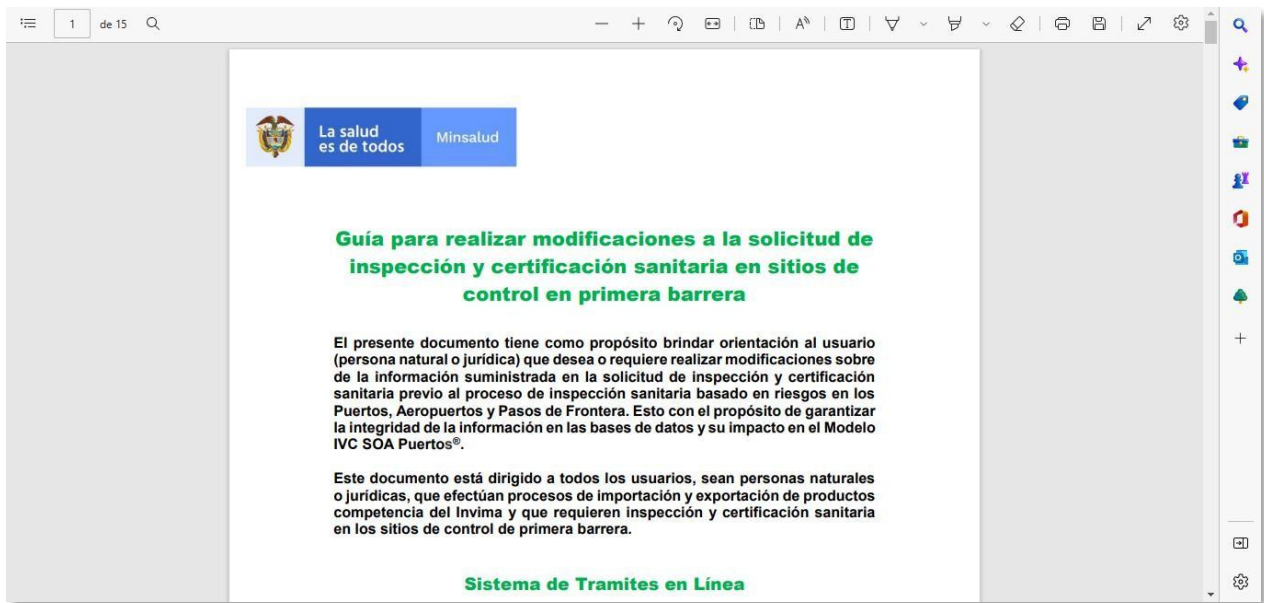 1 de 15
La salud
es de todos
Minsalud
Guía para realizar modificaciones a la solicitud de
inspección y certificación sanitaria en sitios de
control en primera barrera
El presente documento tiene como propósito brindar orientación al usuario
(persona natural o jurídica) que desea o requiere realizar modificaciones sobre
de la información suministrada en la solicitud de inspección y certificación
sanitaria previo al proceso de inspección sanitaria basado en riesgos en los
Puertos, Aeropuertos y Pasos de Frontera. Esto con el propósito de garantizar
la integridad de la información en las bases de datos y su impacto en el Modelo
IVC SOA Puertos®.
Este documento está dirigido a todos los usuarios, sean personas naturales
o jurídicas, que efectúan procesos de importación y exportación de productos
competencia del Invima y que requieren inspección y certificación sanitaria
en los sitios de control de primera barrera.
Sistema de Tramites en Línea